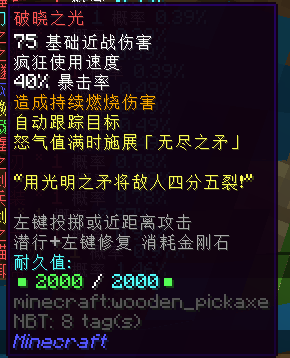 破晓之光
75 基础近战伤害
疯狂使用速度
40% 暴击率
造成持续燃烧伤害
自动跟踪目标
怒气值满时施展「无尽之矛」
"用光明之矛将敌人四分五裂!"
左键投掷或近距离攻击
潜行+左键修复 消耗金刚石
耐久值:
▪ 2000 / 2000 ▪
minecraft:wooden_pickaxe
NBT: 8 tag(s)
Minecraft